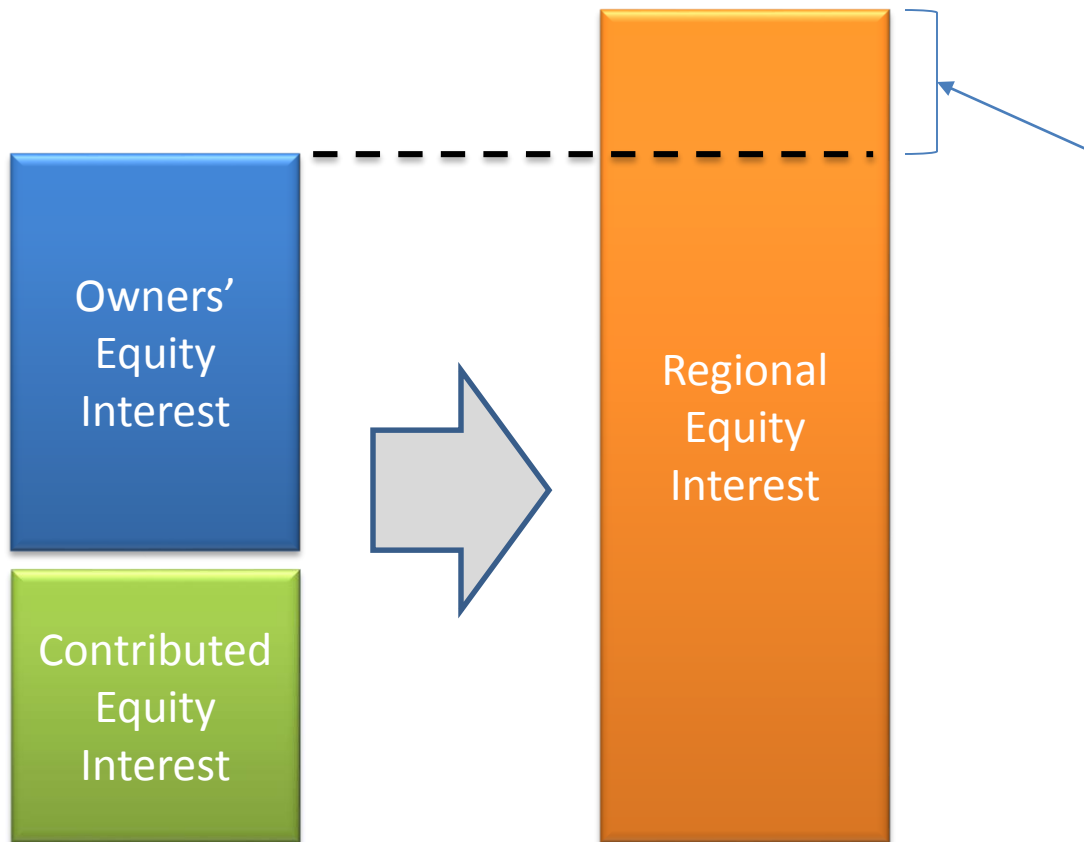 Owners’
Equity
Interest
Contributed
Equity
Interest
Regional
Equity
Interest